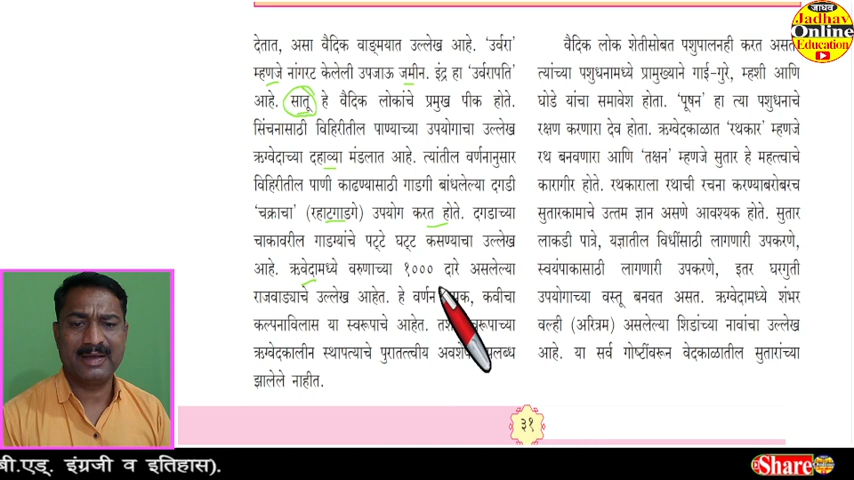 देतात, असा वैदिक वाङ्मयात उल्लेख आहे. 'उर्वरा'
म्हणजे नांगरट केलेली उपजाऊ जमीन. इंद्र हा 'उर्वरापति'
आहे. सातू हे वैदिक लोकांचे प्रमुख पीक होते.
सिंचनासाठी विहिरीतील पाण्याच्या उपयोगाचा उल्लेख
ऋग्वेदाच्या दहाव्या मंडलात आहे. त्यांतील वर्णनानुसार
विहिरीतील पाणी काढण्यासाठी गाडगी बांधलेल्या दगडी
'चक्राचा' (रहाटगाडगे) उपयोग करत होते. दगडाच्या
चाकावरील गाडग्यांचे पट्टे घट्ट कसण्याचा उल्लेख
आहे. ऋग्वेदामध्ये वरुणाच्या १००० दारे असलेल्या
राजवाड्याचे उल्लेख आहेत. हे वर्णन कवीचा
कल्पनाविलास या स्वरूपाचे आहेत.
ऋग्वेदकालीन स्थापत्याचे पुरातत्त्वीय
झालेले नाहीत.
वैदिक लोक शेतीसोबत पशुपालनही करत असत.
त्यांच्या पशुधनामध्ये प्रामुख्याने गाई-गुरे, म्हशी आणि
घोडे यांचा समावेश होता. 'पूषन' हा त्या पशुधनाचे
रक्षण करणारा देव होता. ऋग्वेदकाळात 'रथकार' म्हणजे
रथ बनवणारा आणि 'तक्षन' म्हणजे सुतार हे महत्त्वाचे
कारागीर होते. रथकाराला रथाची रचना करण्याबरोबरच
सुतारकामाचे उत्तम ज्ञान असणे आवश्यक होते. सुतार
लाकडी पात्रे, यज्ञातील विधींसाठी लागणारी उपकरणे,
स्वयंपाकासाठी लागणारी उपकरणे, इतर घरगुती
उपयोगाच्या वस्तू बनवत असत. ऋग्वेदामध्ये शंभर
वल्ही (अरित्रम) असलेल्या शिडांच्या नावांचा उल्लेख
आहे. या सर्व गोष्टींवरून वेदकाळातील सुतारांच्या
३१
जाधव
Jadhav
Online
Education
बी.एड्. इंग्रजी व इतिहास).
Share